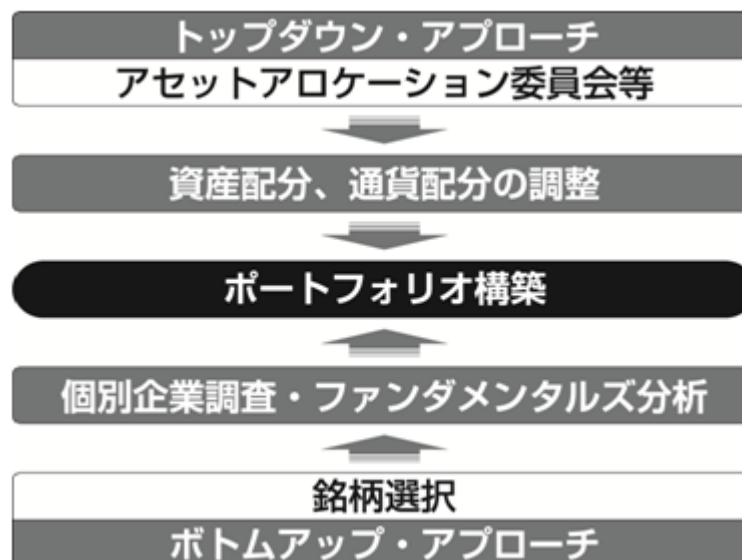 トップダウン・アプローチ
アセットアロケーション委員会等
資産配分、通貨配分の調整
ポートフォリオ構築
個別企業調査・ファンダメンタルズ分析
銘柄選択
ボトムアップ・アプローチ